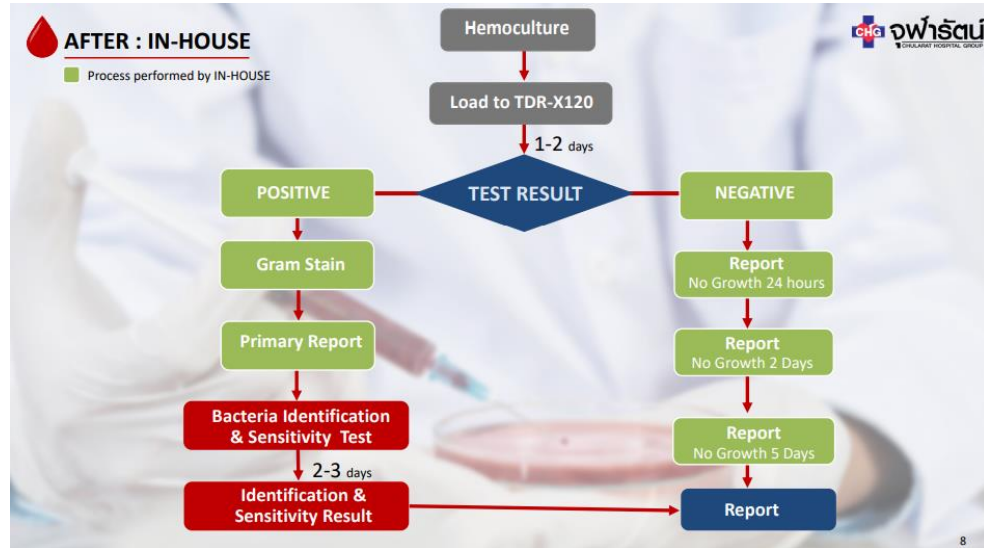 AFTER : IN-HOUSE
Process performed by IN-HOUSE
CHG จุฬารัตน์
CHULARAT HOSPITAL GROUP
Hemoculture
Load to TDR-X120
1-2 days
TEST RESULT
POSITIVE
Gram Stain
Primary Report
Bacteria Identification
& Sensitivity Test
2-3 days
Identification &
Sensitivity Result
NEGATIVE
Report
No Growth 24 hours
Report
No Growth 2 Days
Report
No Growth 5 Days
Report
8